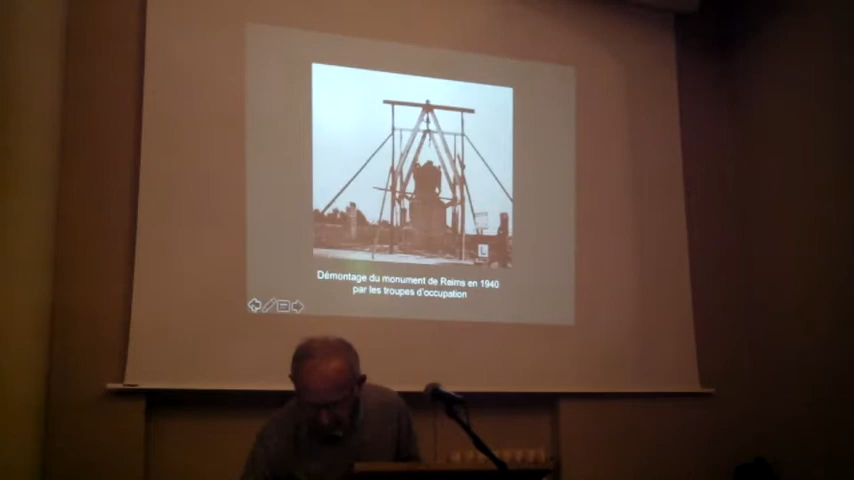 Démontage du monument de Reims en 1940
par les troupes d'occupation